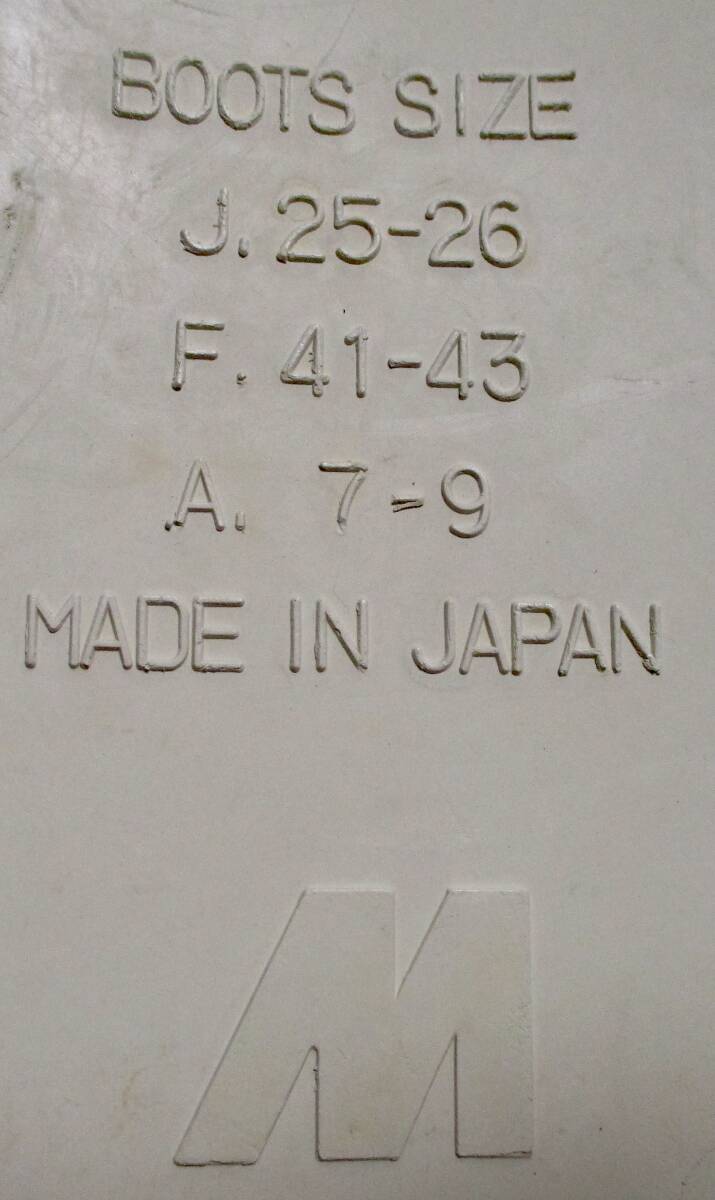 BOOTS SIZE
J. 25-26
F. 41-43
A. 7-9
MADE IN JAPAN
M